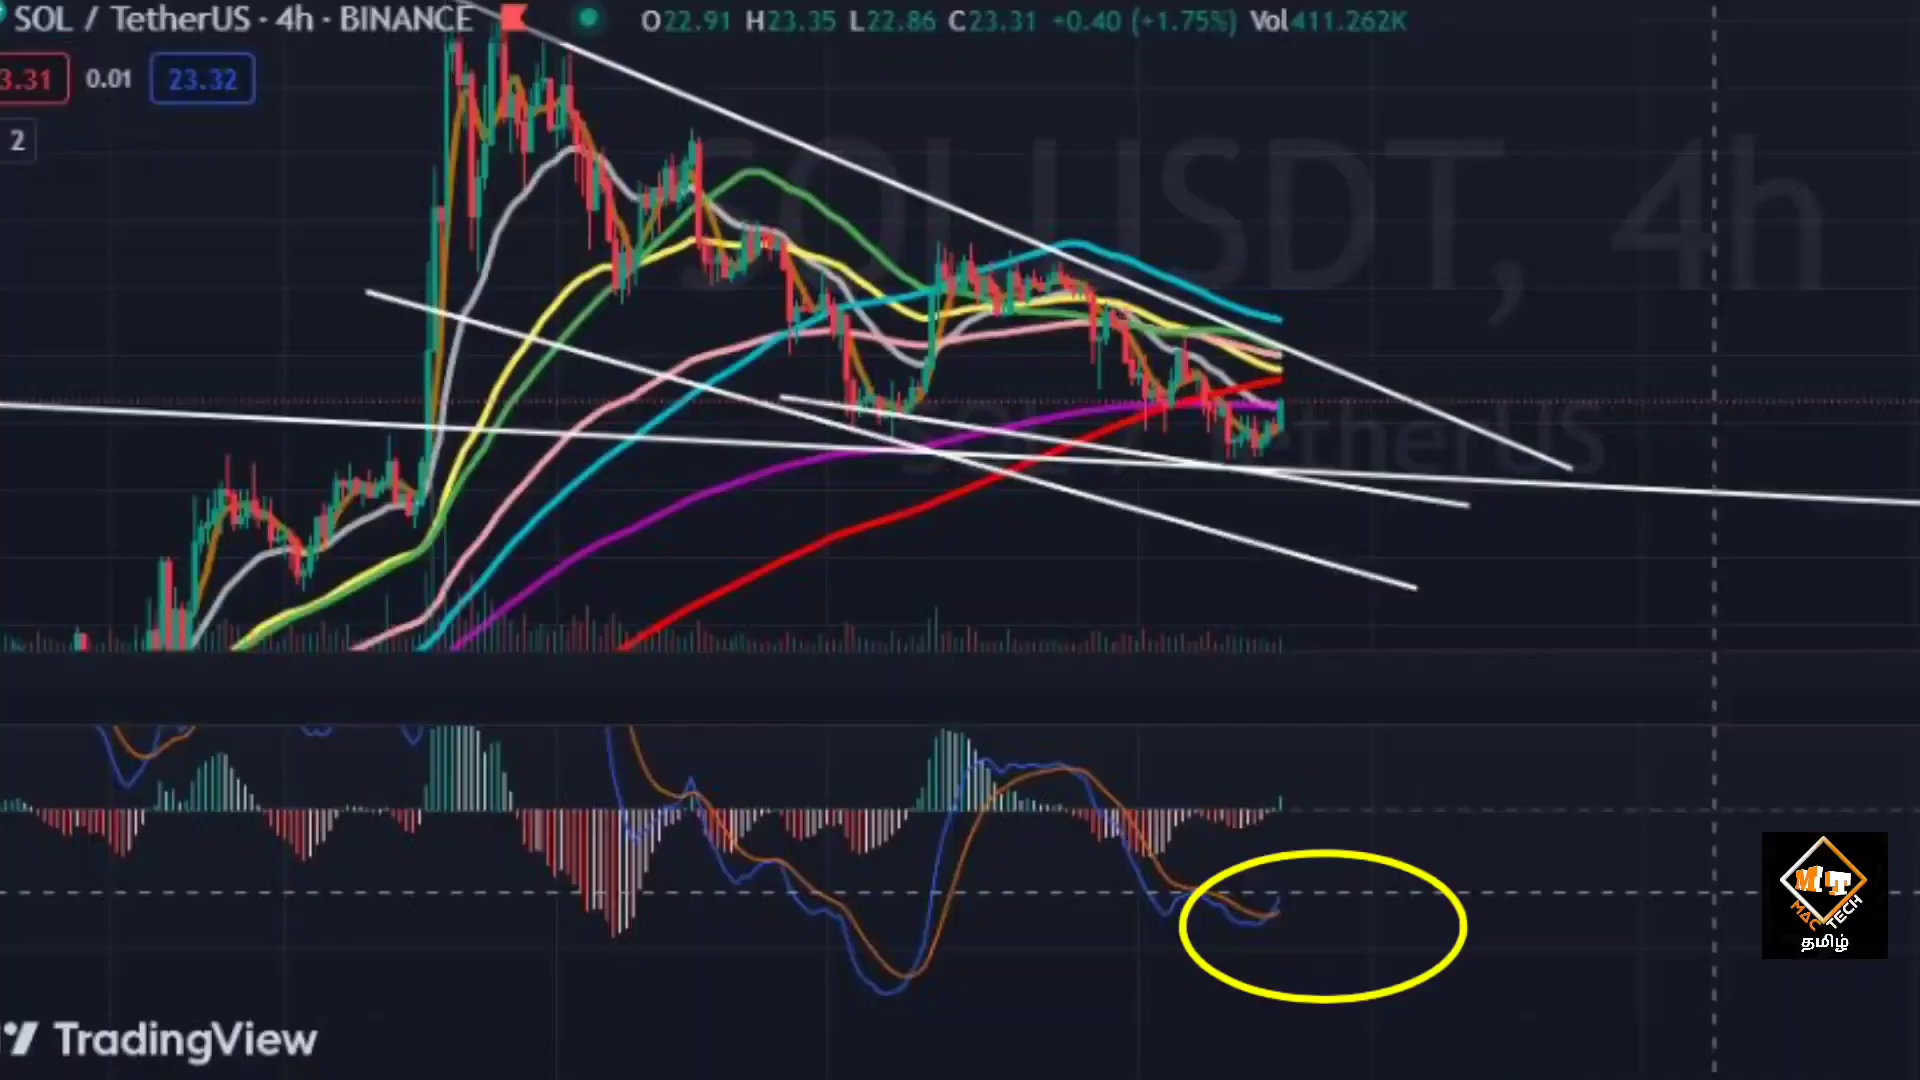 SOL / TetherUS · 4h · BINANCE O22.91 H23.35 L22.86 C23.31 +0.40 (+1.75%) Vol411.262K
3.31 0.01 23.32
2
SOLUSDT, 4h
SOL / TetherUS
MIT
MAC TECH
தமிழ்
TradingView